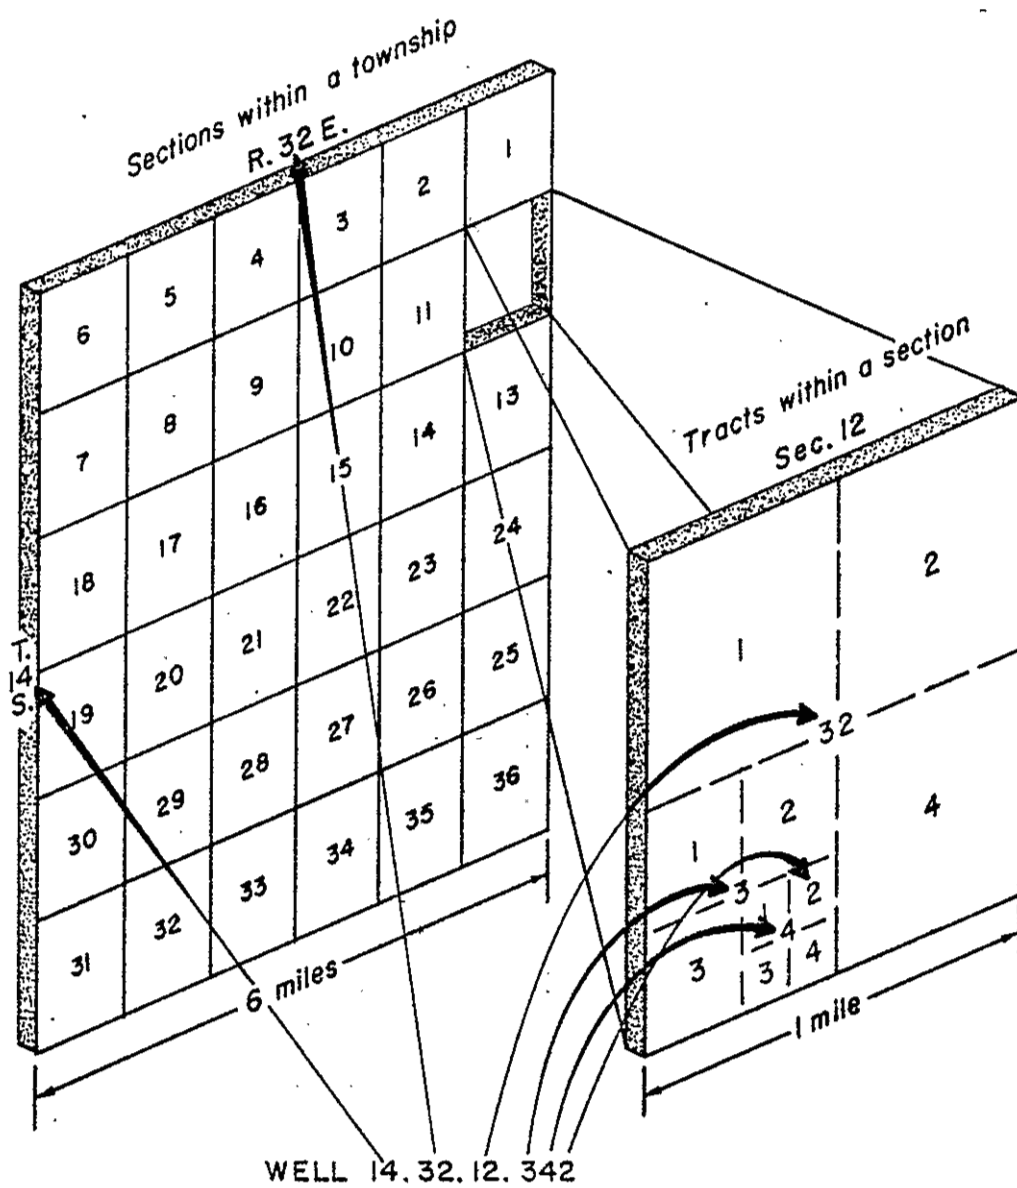 Sections within a township
R. 32 E.
6 5 4 3 2 1
7 8 9 10 11
18 17 16 15 14 13
19 20 21 22 23 24
30 29 28 27 26 25
31 32 33 34 35 36
T.
14
S.
6 miles
Tracts within a section
Sec. 12
1 2
32
1 2 4
3 1 2
4
3 3 4
1 mile
WELL 14. 32. 12. 342